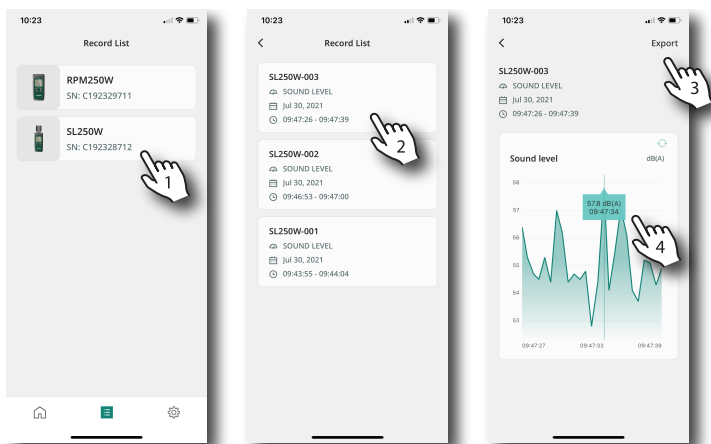 10:23
Record List
RPM250W
SN: C192329711
SL250W
SN: C192328712
1
10:23
Record List
SL250W-003
SOUND LEVEL
Jul 30, 2021
09:47:26 - 09:47:39
2
SL250W-002
SOUND LEVEL
Jul 30, 2021
09:46:53 - 09:47:00
SL250W-001
SOUND LEVEL
Jul 30, 2021
09:43:55 - 09:44:04
10:23
Export
3
SL250W-003
SOUND LEVEL
Jul 30, 2021
09:47:26 - 09:47:39
Sound level dB(A)
58
57.8 dB(A)
09:47:34
57
56
4
55
54
53
09:47:27 09:47:33 09:47:39